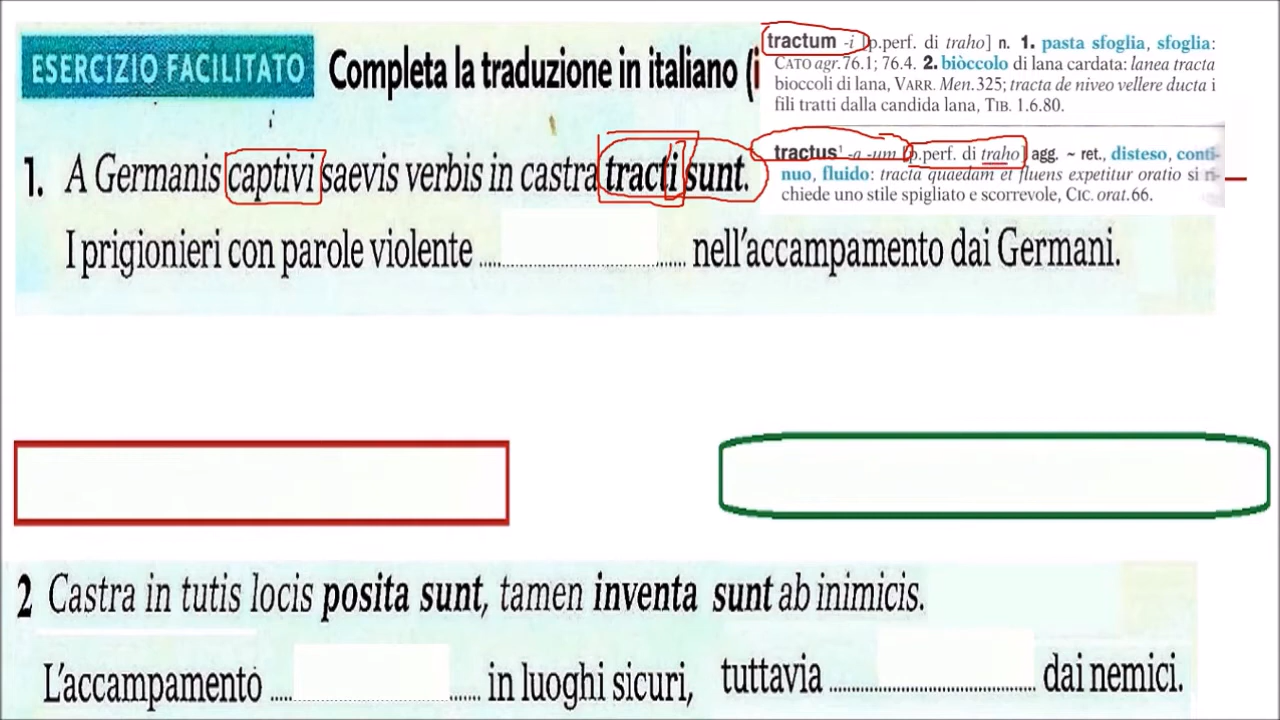 ESERCIZIO FACILITATO Completa la traduzione in italiano (i
tractum -i [p.perf. di traho] n. 1. pasta sfoglia, sfoglia:
CATO agr.76.1; 76.4. 2. biòccolo di lana cardata: lanea tracta
bioccoli di lana, VARR. Men.325; tracta de niveo vellere ducta i
fili tratti dalla candida lana, TIB. 1.6.80.
tractus¹ -a -um [p.perf. di traho] agg. ~ ret., disteso, conti-
nuo, fluido: tracta quaedam et fluens expetitur oratio si ri-
chiede uno stile spigliato e scorrevole, CIC. orat.66.
1. A Germanis captivi saevis verbis in castra tracti sunt.
I prigionieri con parole violente ........ nell'accampamento dai Germani.
2 Castra in tutis locis posita sunt, tamen inventa sunt ab inimicis.
L'accampamento ........ in luoghi sicuri, tuttavia ........ dai nemici.